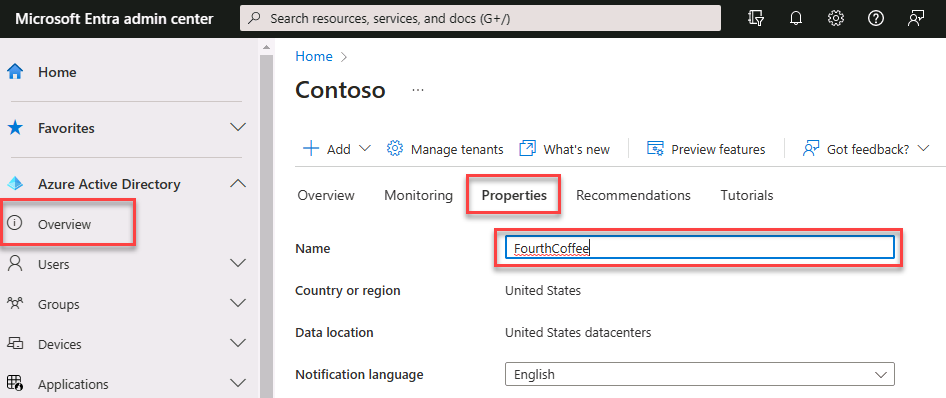 Microsoft Entra admin center
Search resources, services, and docs (G+/)
Home
Favorites
Azure Active Directory
Overview
Users
Groups
Devices
Applications
Home >
Contoso ...
Add Manage tenants What's new Preview features Got feedback?
Overview Monitoring Properties Recommendations Tutorials
Name FourthCoffee
Country or region United States
Data location United States datacenters
Notification language English